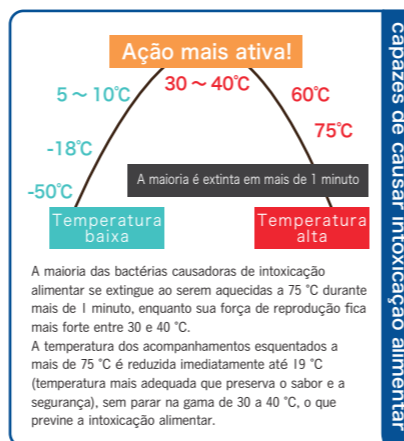 Ação mais ativa!
30 ～ 40℃
5 ～ 10℃
60℃
75℃
-18℃
-50℃
A maioria é extinta em mais de 1 minuto
Temperatura
baixa
Temperatura
alta
A maioria das bactérias causadoras de intoxicação
alimentar se extingue ao serem aquecidas a 75 ℃ durante
mais de 1 minuto, enquanto sua força de reprodução fica
mais forte entre 30 e 40 ℃.
A temperatura dos acompanhamentos esquentados a
mais de 75 ℃ é reduzida imediatamente até 19 ℃
(temperatura mais adequada que preserva o sabor e a
segurança), sem parar na gama de 30 a 40 ℃, o que
previne a intoxicação alimentar.
capazes de causar intoxicação alimentar